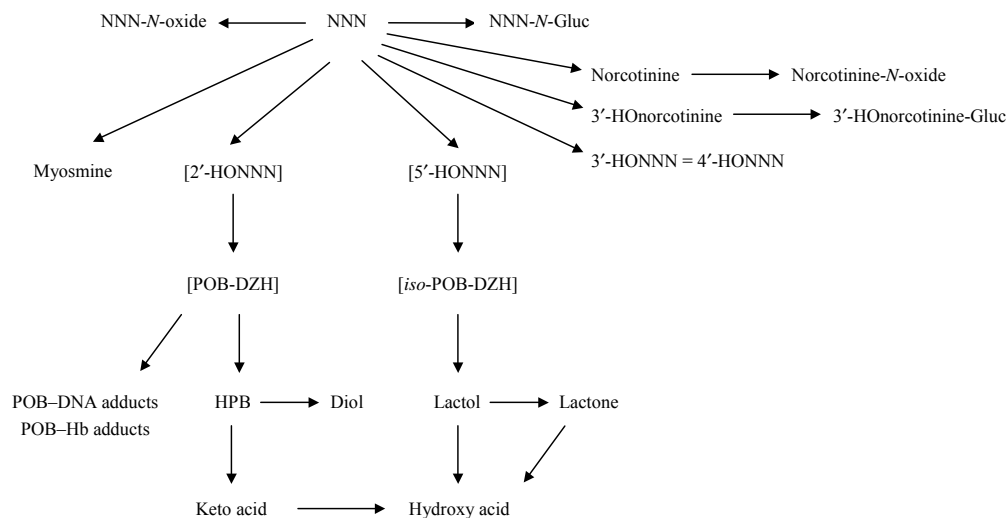 NNN-N-oxide NNN NNN-N-Gluc
Norcotinine Norcotinine-N-oxide
3′-HOnorcotinine 3′-HOnorcotinine-Gluc
3′-HONNN = 4′-HONNN
Myosmine [2′-HONNN] [5′-HONNN]
[POB-DZH] [iso-POB-DZH]
POB–DNA adducts HPB Diol Lactol Lactone
POB–Hb adducts
Keto acid Hydroxy acid